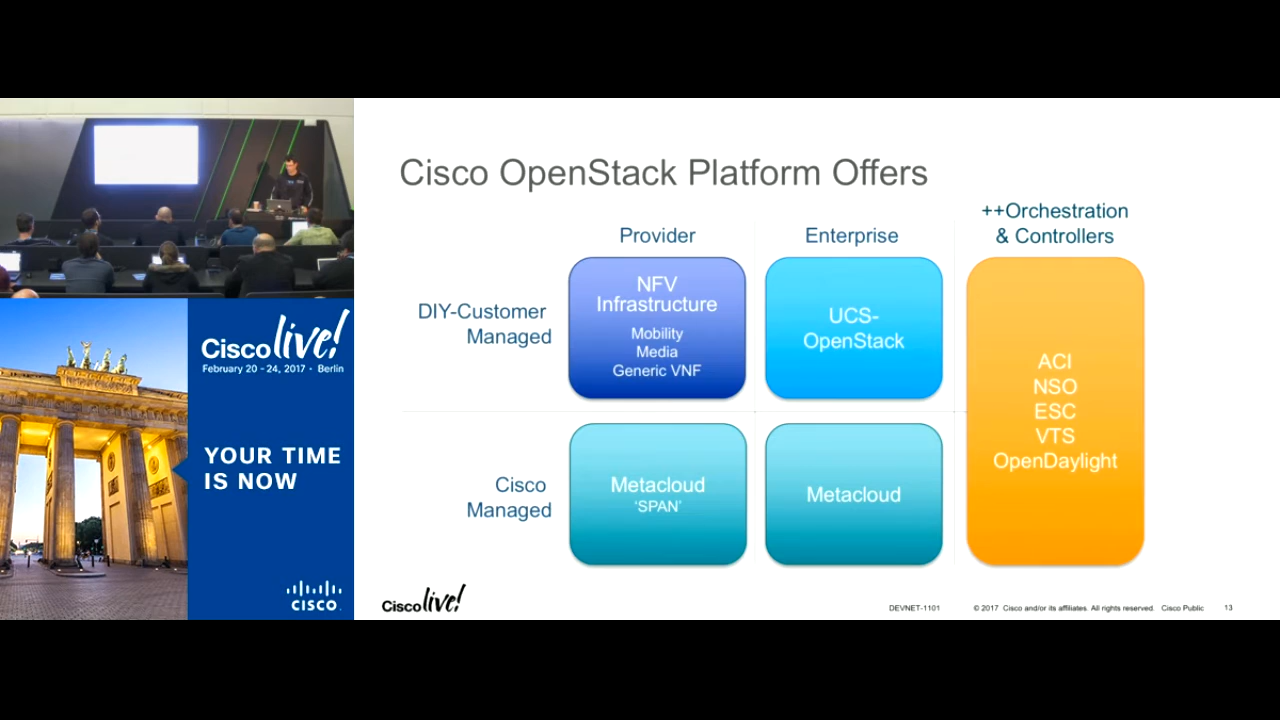 Cisco OpenStack Platform Offers
Provider
Enterprise
++Orchestration
& Controllers
DIY-Customer
Managed
NFV
Infrastructure
Mobility
Media
Generic VNF
UCS-
OpenStack
ACI
NSO
ESC
VTS
OpenDaylight
Cisco
Managed
Metacloud
‘SPAN’
Metacloud
Cisco live!
DEVNET-1101
© 2017 Cisco and/or its affiliates. All rights reserved. Cisco Public
13
Cisco live!
February 20 - 24, 2017 • Berlin
YOUR TIME
IS NOW
CISCO.